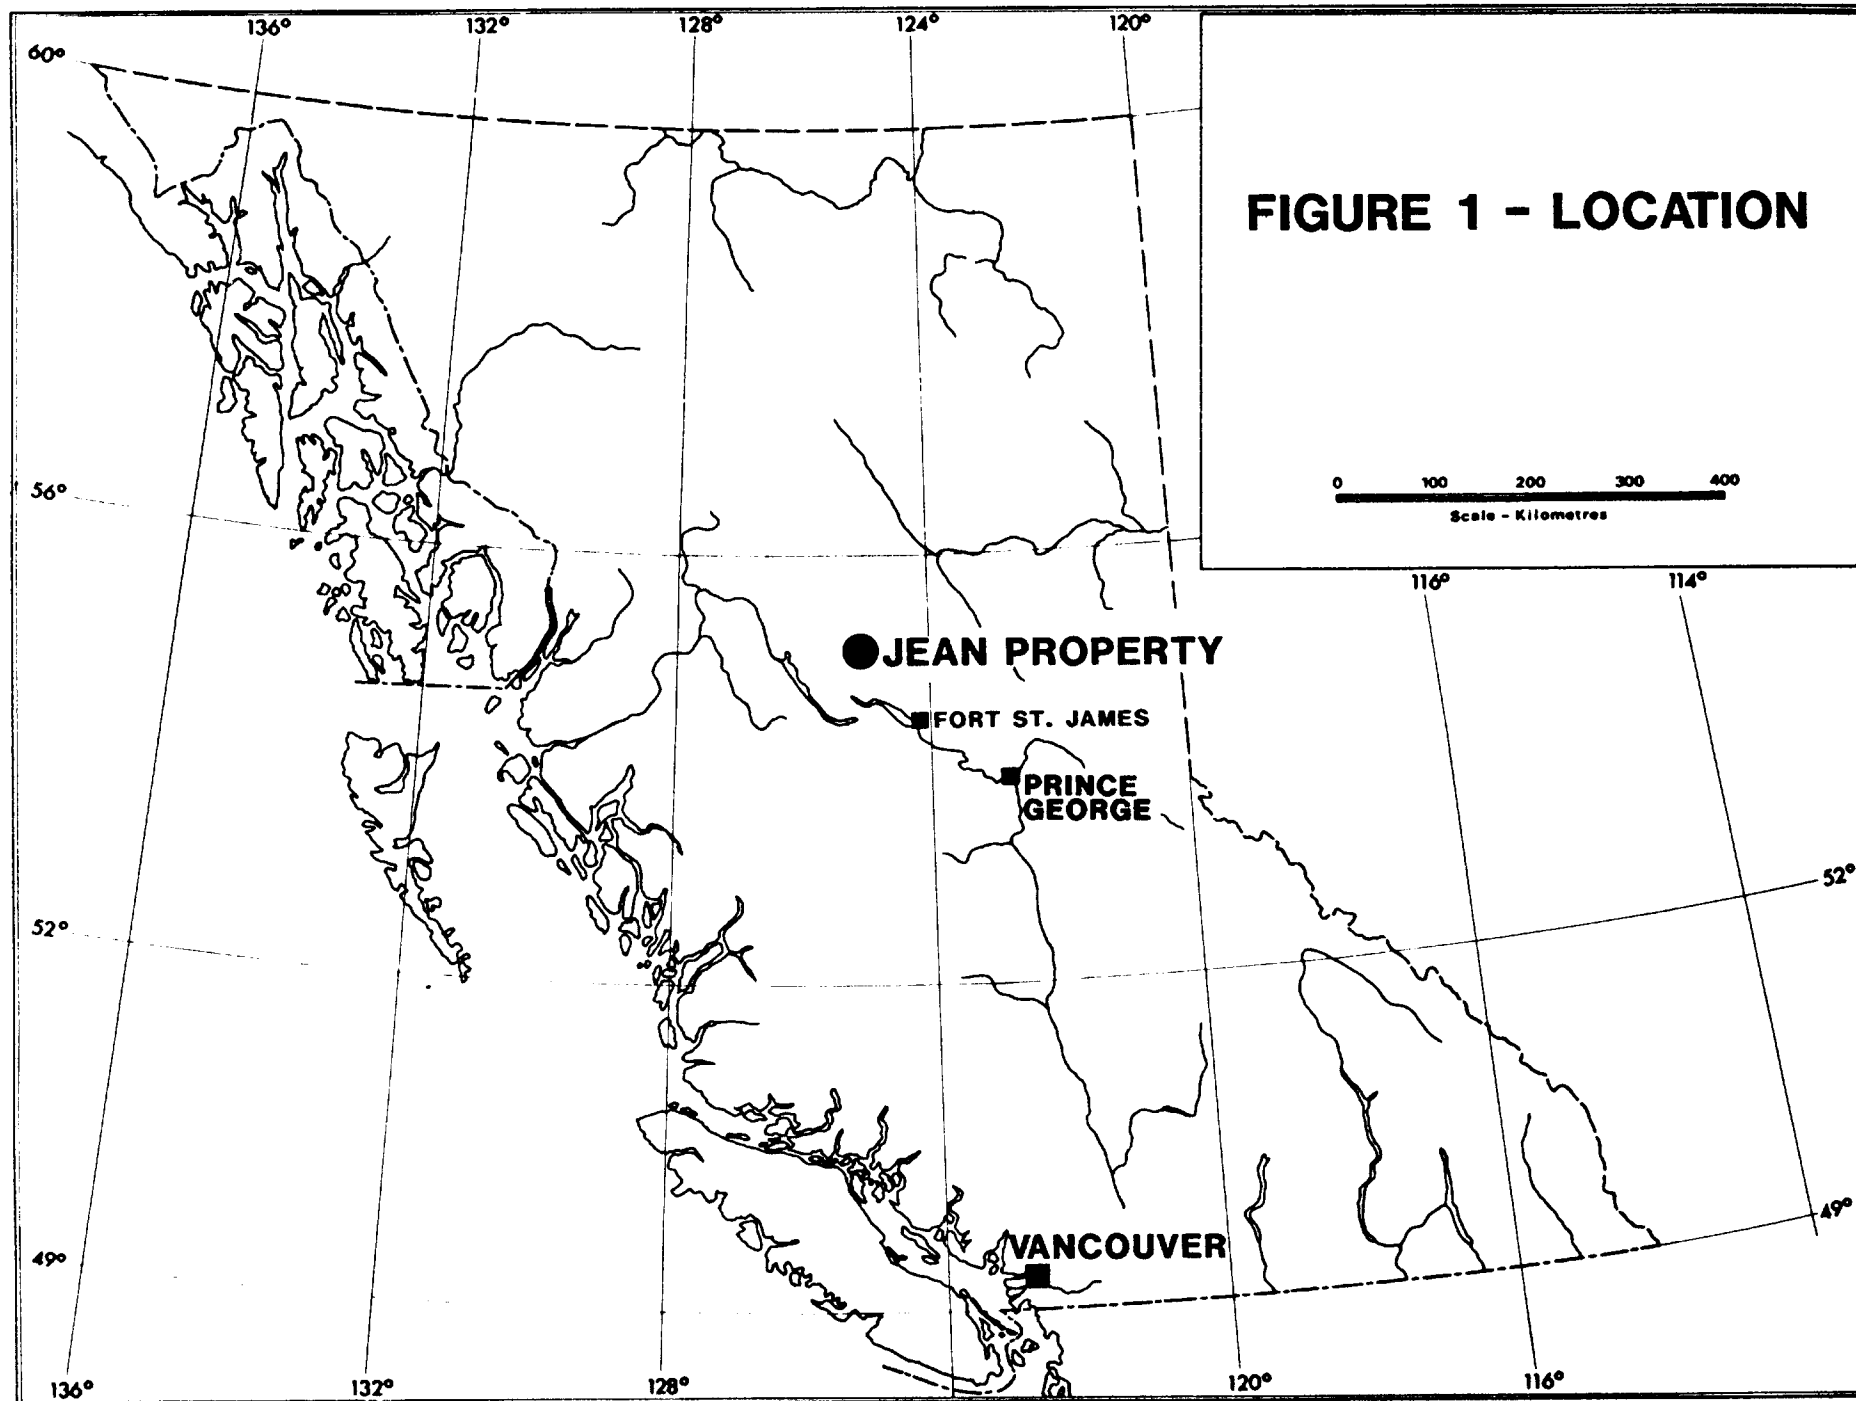 136° 132° 128° 124° 120°
60°
FIGURE 1 - LOCATION
0 100 200 300 400
Scale - Kilometres
56°
116° 114°
JEAN PROPERTY
FORT ST. JAMES
PRINCE
GEORGE
52°
52°
VANCOUVER
49°
49°
136° 132° 128° 120° 116°